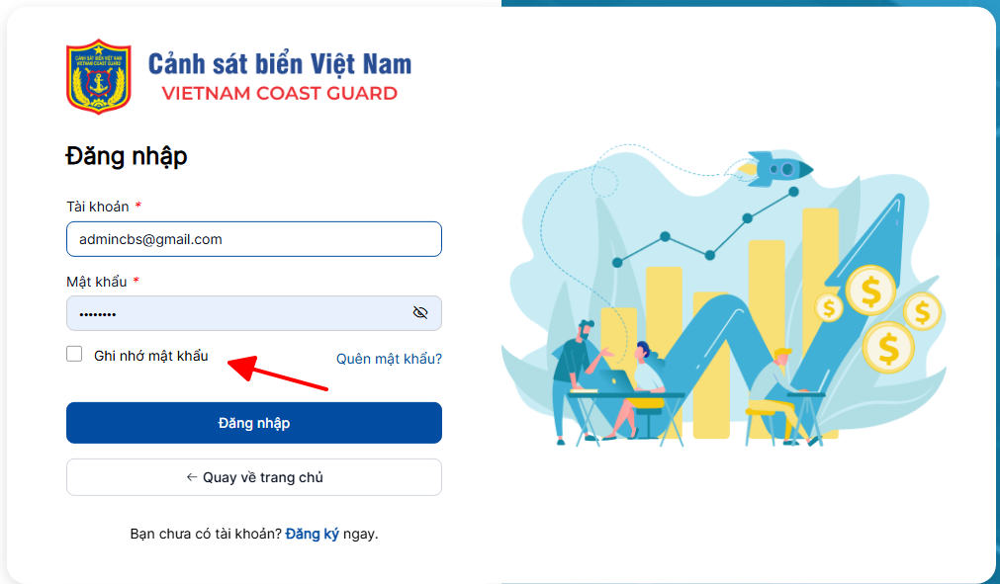 CẢNH SÁT BIỂN VIỆT NAM
VIETNAM COAST GUARD
Cảnh sát biển Việt Nam
VIETNAM COAST GUARD
Đăng nhập
Tài khoản *
admincbs@gmail.com
Mật khẩu *
••••••••
Ghi nhớ mật khẩu
Quên mật khẩu?
Đăng nhập
← Quay về trang chủ
Bạn chưa có tài khoản? Đăng ký ngay.
$
$
$
$